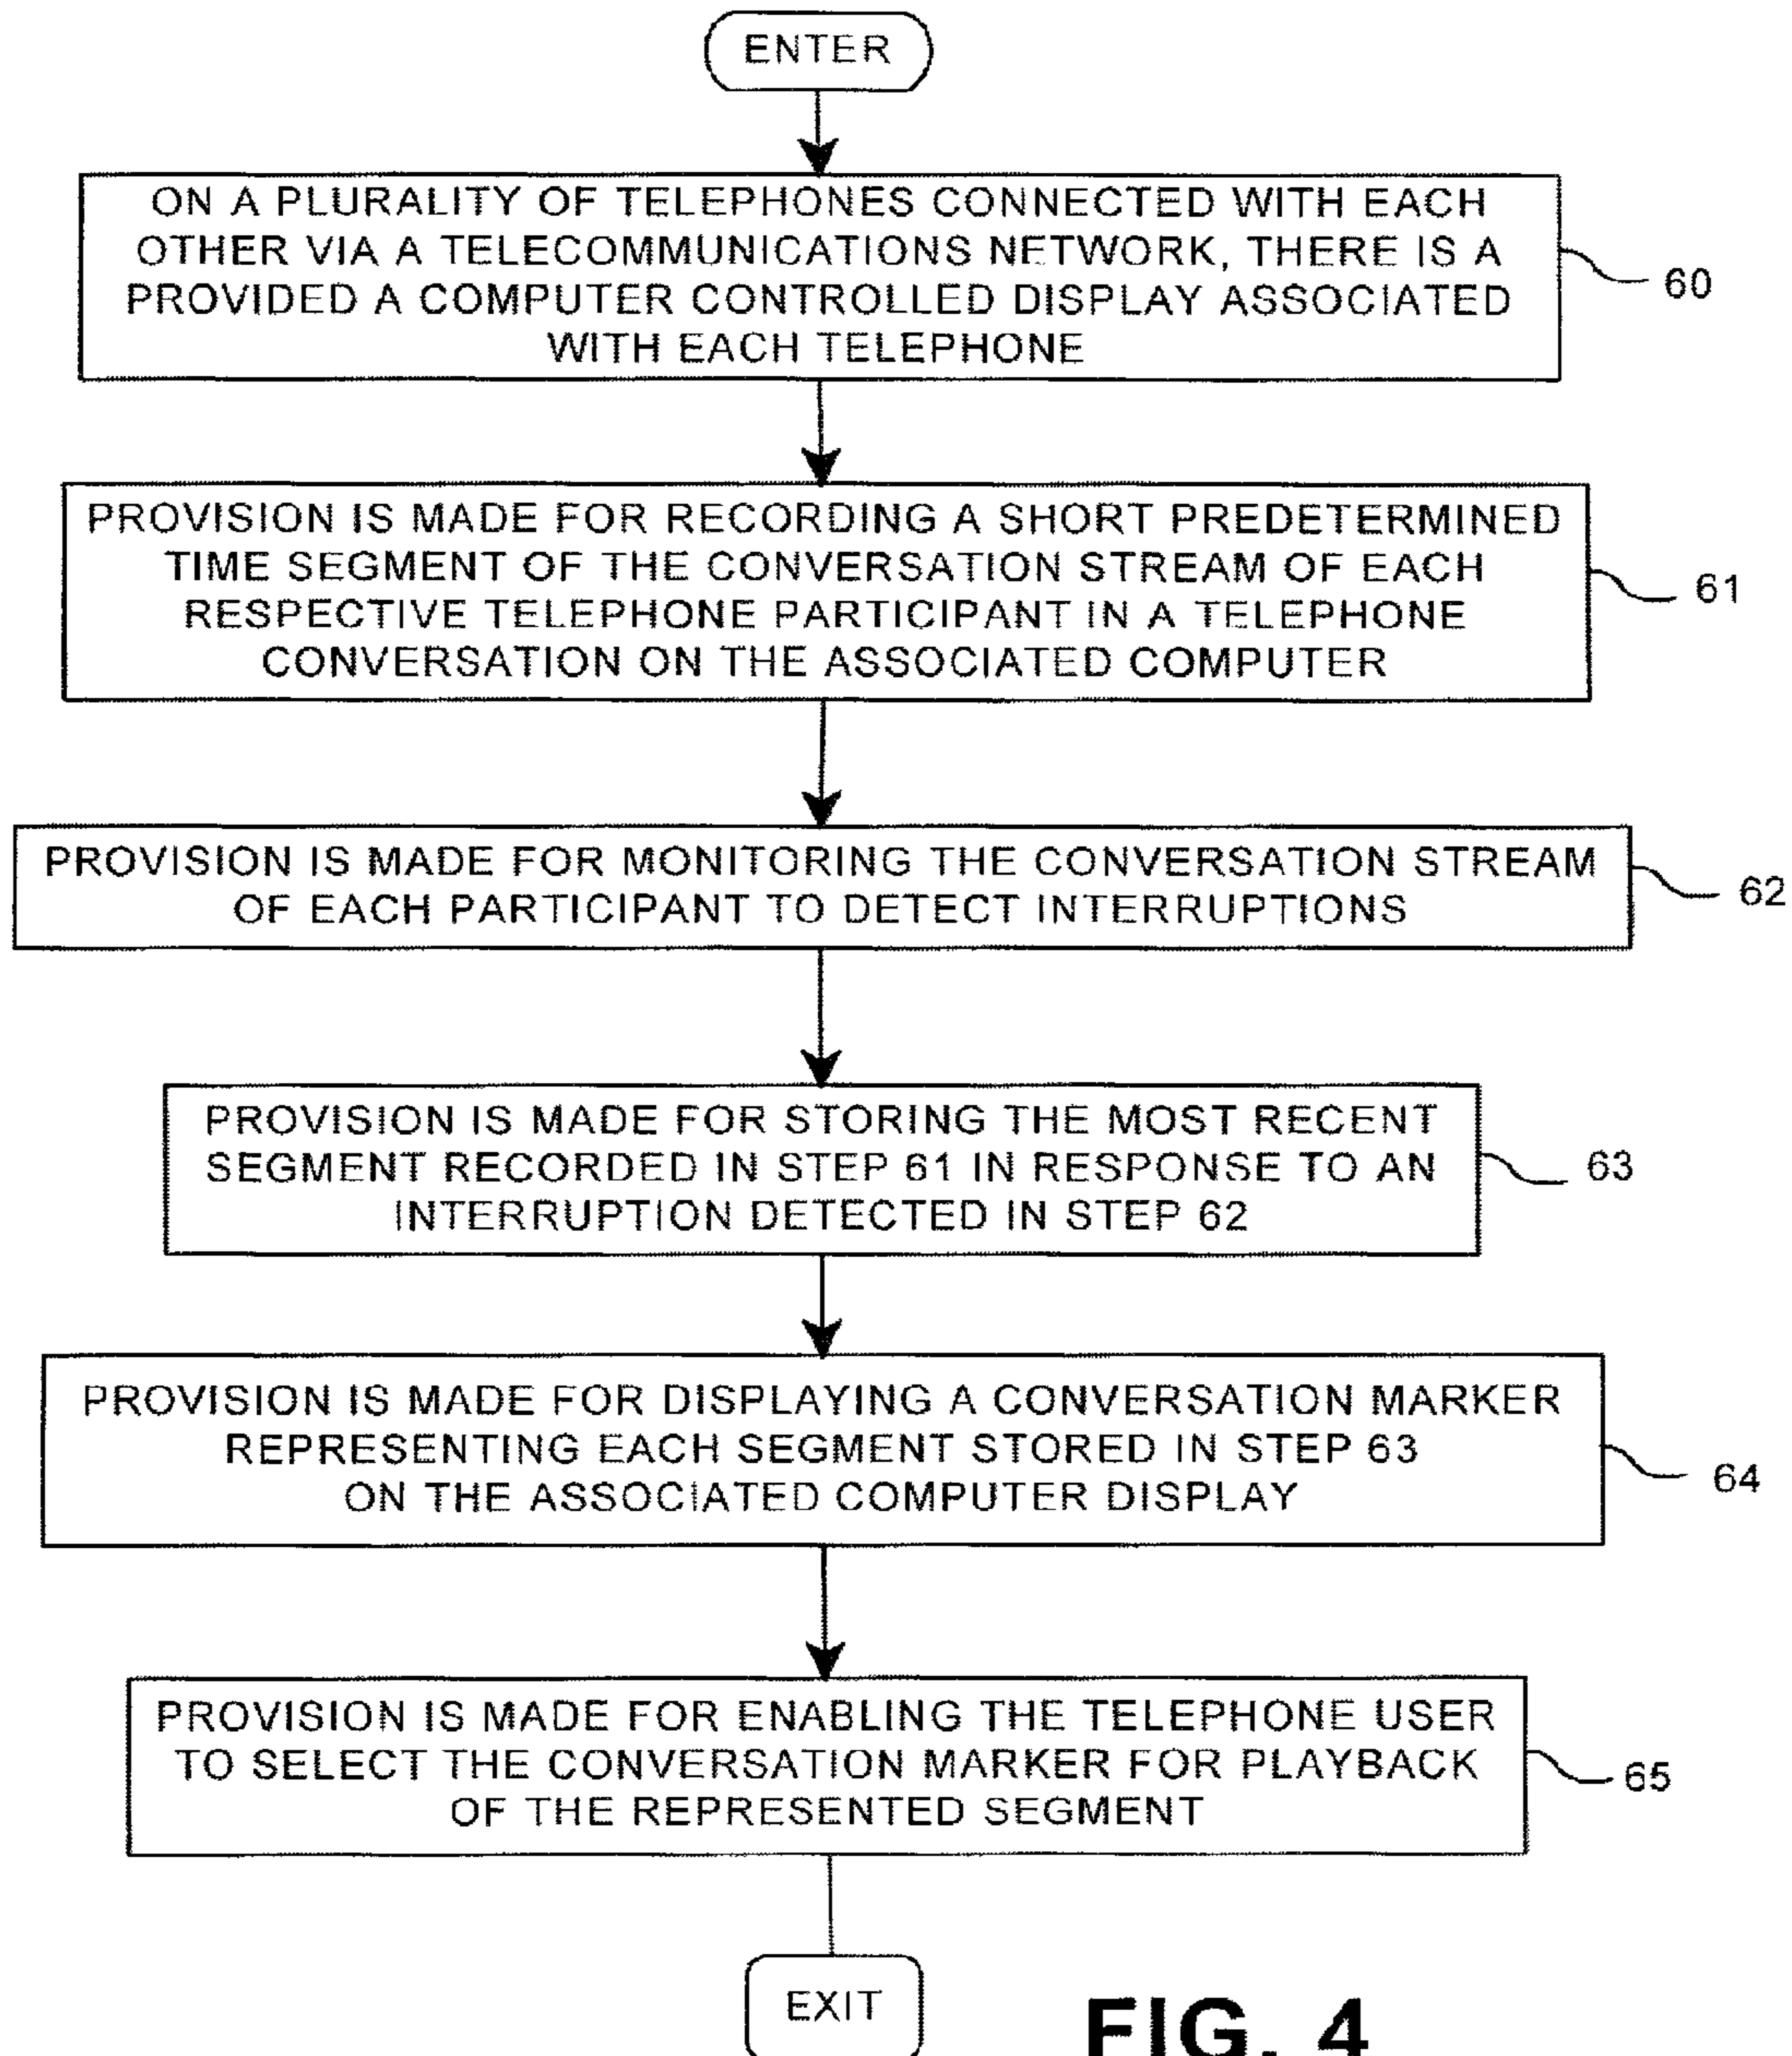 ENTER
ON A PLURALITY OF TELEPHONES CONNECTED WITH EACH
OTHER VIA A TELECOMMUNICATIONS NETWORK, THERE IS A
PROVIDED A COMPUTER CONTROLLED DISPLAY ASSOCIATED
WITH EACH TELEPHONE
60
PROVISION IS MADE FOR RECORDING A SHORT PREDETERMINED
TIME SEGMENT OF THE CONVERSATION STREAM OF EACH
RESPECTIVE TELEPHONE PARTICIPANT IN A TELEPHONE
CONVERSATION ON THE ASSOCIATED COMPUTER
61
PROVISION IS MADE FOR MONITORING THE CONVERSATION STREAM
OF EACH PARTICIPANT TO DETECT INTERRUPTIONS
62
PROVISION IS MADE FOR STORING THE MOST RECENT
SEGMENT RECORDED IN STEP 61 IN RESPONSE TO AN
INTERRUPTION DETECTED IN STEP 62
63
PROVISION IS MADE FOR DISPLAYING A CONVERSATION MARKER
REPRESENTING EACH SEGMENT STORED IN STEP 63
ON THE ASSOCIATED COMPUTER DISPLAY
64
PROVISION IS MADE FOR ENABLING THE TELEPHONE USER
TO SELECT THE CONVERSATION MARKER FOR PLAYBACK
OF THE REPRESENTED SEGMENT
65
EXIT
FIG. 4